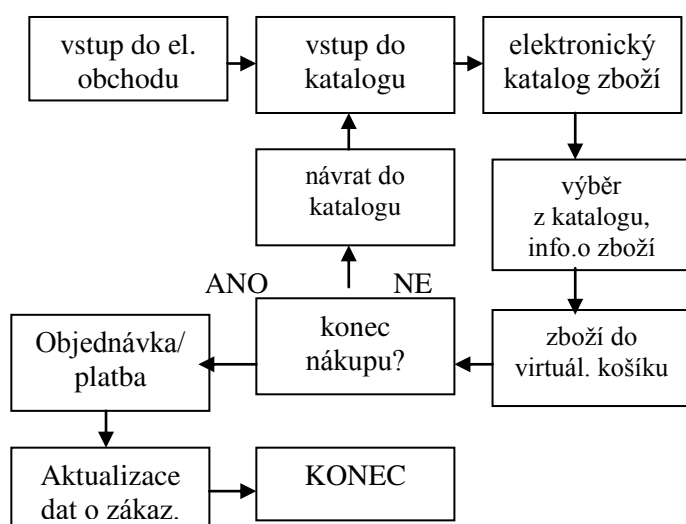 vstup do el.
obchodu
vstup do
katalogu
elektronický
katalog zboží
návrat do
katalogu
výběr
z katalogu,
info.o zboží
ANO
NE
Objednávka/
platba
konec
nákupu?
zboží do
virtuál. košíku
Aktualizace
dat o zákaz.
KONEC